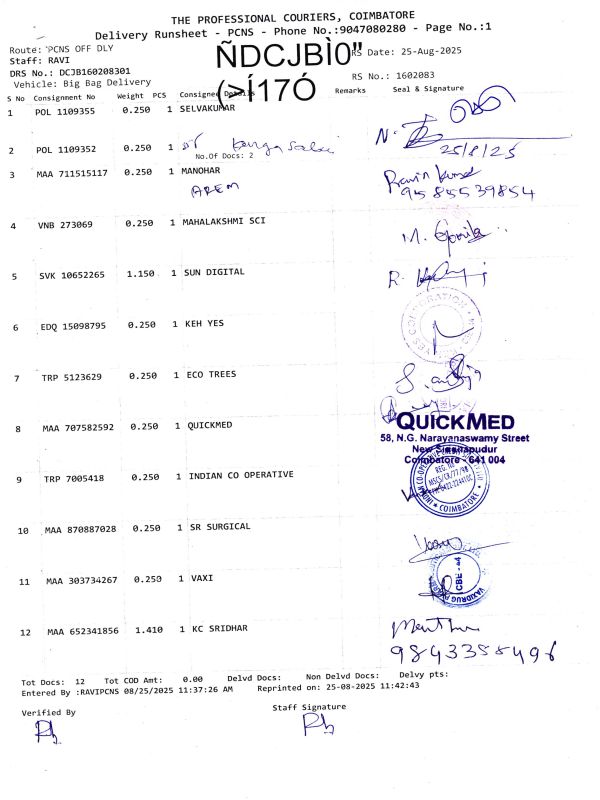 THE PROFESSIONAL COURIERS, COIMBATORE
Delivery Runsheet - PCNS - Phone No.:9047080280 - Page No.:1
Route: PCNS OFF DLY
ÑDCJBÌ0"
RS Date: 25-Aug-2025
Staff: RAVI
DRS No.: DCJB160208301
(>Í17Ó
RS No.: 1602083
Vehicle: Big Bag Delivery
S No Consignment No Weight PCS Consignee Details Remarks Seal & Signature
1 POL 1109355 0.250 1 SELVAKUMAR
2 POL 1109352 0.250 1
No.Of Docs: 2
25/8/25
3 MAA 711515117 0.250 1 MANOHAR
AREM
9585539854
4 VNB 273069 0.250 1 MAHALAKSHMI SCI
5 SVK 10652265 1.150 1 SUN DIGITAL
6 EDQ 15098795 0.250 1 KEH YES
7 TRP 5123629 0.250 1 ECO TREES
8 MAA 707582592 0.250 1 QUICKMED
QUICKMED
58, N.G. Narayanaswamy Street
New Siddhapudur
Coimbatore - 641 004
9 TRP 7005418 0.250 1 INDIAN CO OPERATIVE
COIMBATORE
10 MAA 870887028 0.250 1 SR SURGICAL
11 MAA 303734267 0.250 1 VAXI
CBE - 44
12 MAA 652341856 1.410 1 KC SRIDHAR
Tot Docs: 12 Tot COD Amt: 0.00 Delvd Docs: Non Delvd Docs: Delvy pts:
Entered By :RAVIPCNS 08/25/2025 11:37:26 AM Reprinted on: 25-08-2025 11:42:43
Verified By
Staff Signature